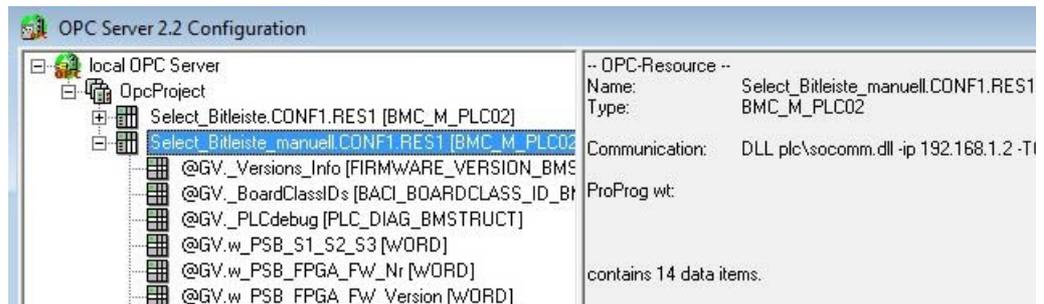 OPC Server 2.2 Configuration
local OPC Server
OpcProject
Select_Bitleiste.CONF1.RES1 [BMC_M_PLC02]
Select_Bitleiste_manuell.CONF1.RES1 [BMC_M_PLC02
@GV._Versions_Info [FIRMWARE_VERSION_BMS
@GV._BoardClassIDs [BACI_BOARDCLASS_ID_BM
@GV._PLCdebug [PLC_DIAG_BMSTRUCT]
@GV.w_PSB_S1_S2_S3 [WORD]
@GV.w_PSB_FPGA_FW_Nr [WORD]
@GV.w_PSB_FPGA_FW_Version [WORD]
-- OPC-Resource --
Name: Select_Bitleiste_manuell.CONF1.RES1
Type: BMC_M_PLC02
Communication: DLL plc\socomm.dll -ip 192.168.1.2 -T
ProProg wt:
contains 14 data items.